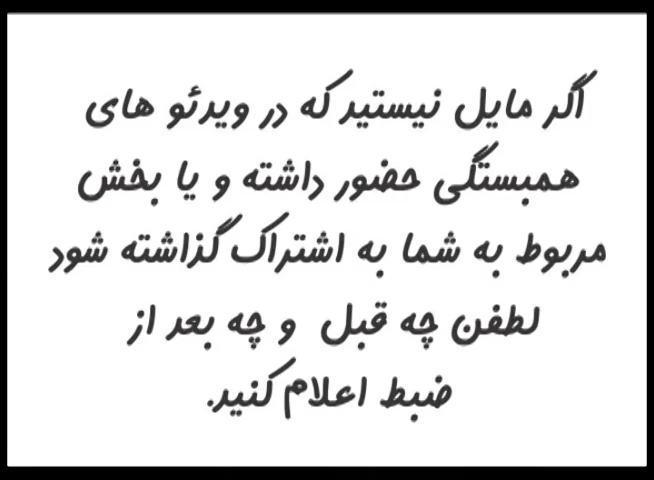 اگر مایل نیستید که در ویدئو های
همبستگی حضور داشته و یا بخش
مربوط به شما به اشتراک گزاشته شود
لطفن چه قبل و چه بعد از
ضبط اعلام کنید.